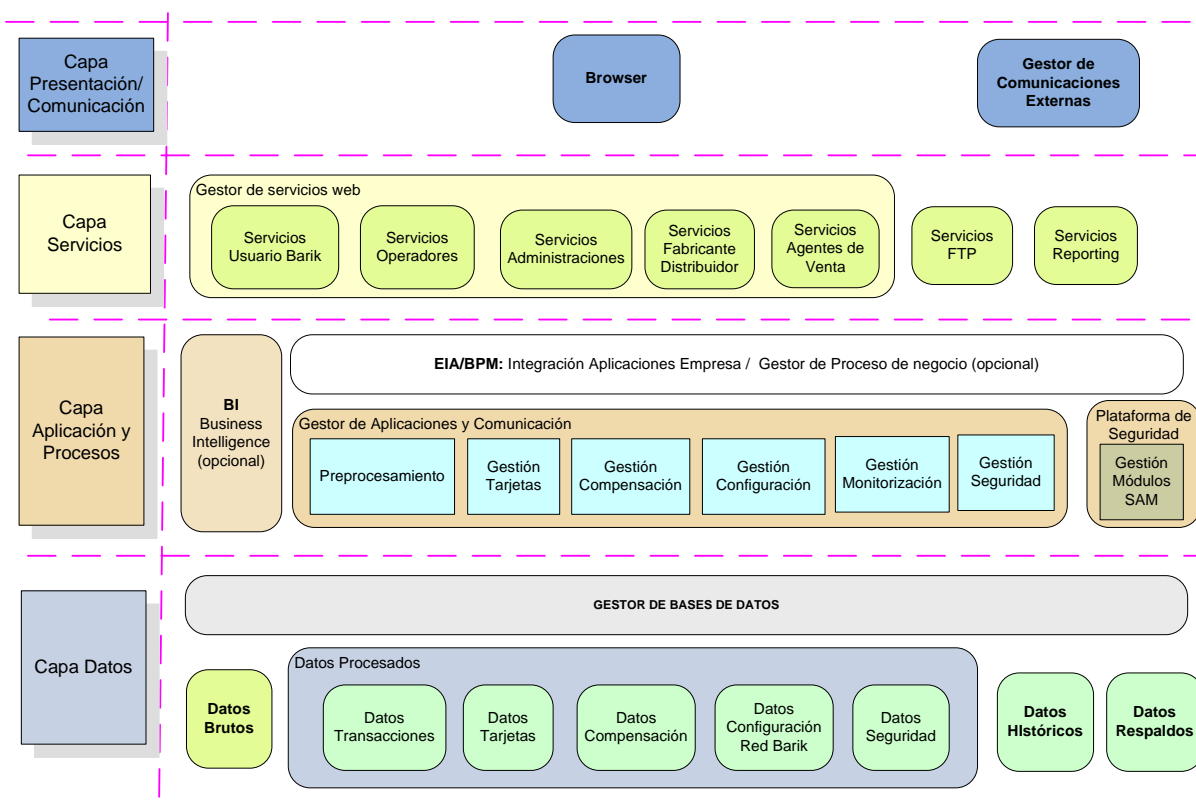 Capa
Presentación/
Comunicación
Browser
Gestor de
Comunicaciones
Externas
Capa
Servicios
Gestor de servicios web
Servicios
Usuario Barik
Servicios
Operadores
Servicios
Administraciones
Servicios
Fabricante
Distribuidor
Servicios
Agentes de
Venta
Servicios
FTP
Servicios
Reporting
Capa
Aplicación y
Procesos
BI
Business
Intelligence
(opcional)
EIA/BPM: Integración Aplicaciones Empresa / Gestor de Proceso de negocio (opcional)
Gestor de Aplicaciones y Comunicación
Preprocesamiento
Gestión
Tarjetas
Gestión
Compensación
Gestión
Configuración
Gestión
Monitorización
Gestión
Seguridad
Plataforma de
Seguridad
Gestión
Módulos
SAM
Capa Datos
GESTOR DE BASES DE DATOS
Datos
Brutos
Datos Procesados
Datos
Transacciones
Datos
Tarjetas
Datos
Compensación
Datos
Configuración
Red Barik
Datos
Seguridad
Datos
HIstóricos
Datos
Respaldos